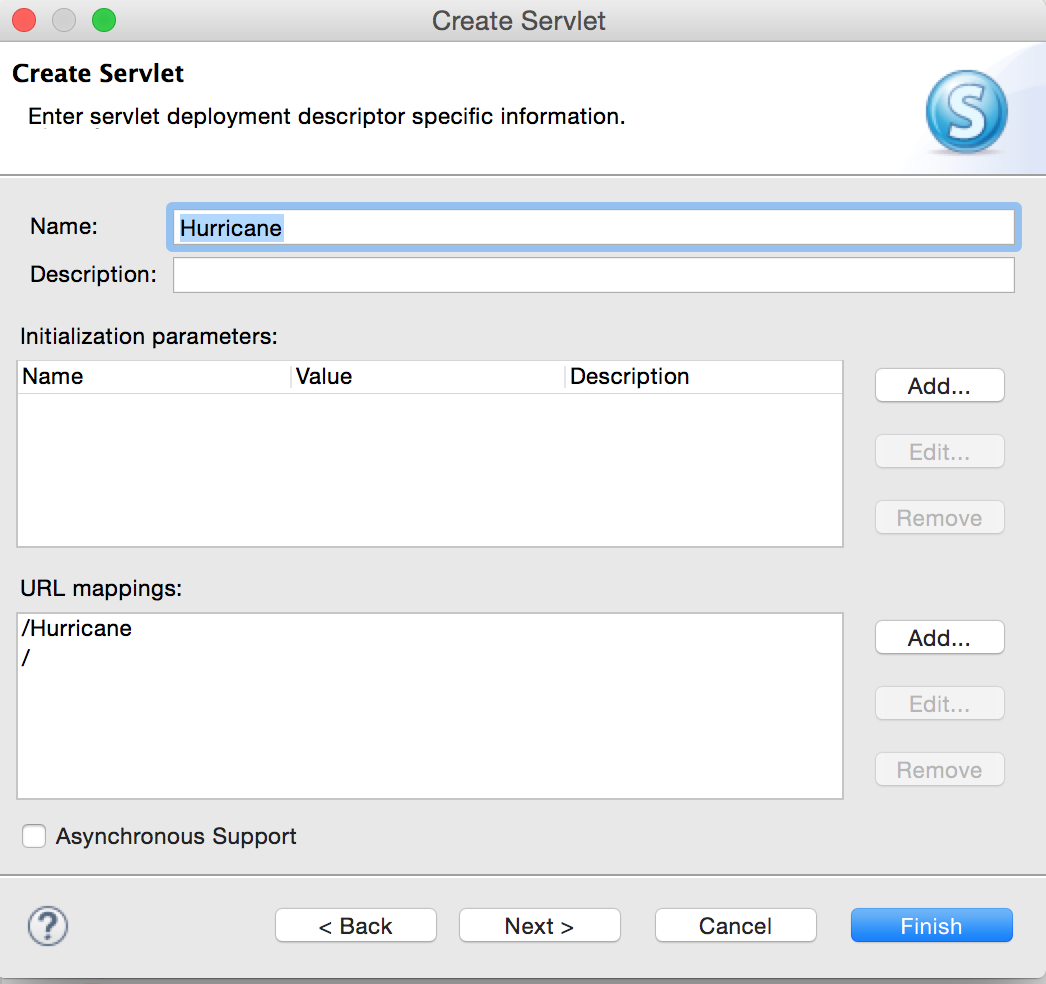 Create Servlet
Create Servlet
Enter servlet deployment descriptor specific information.
S
Name: Hurricane
Description:
Initialization parameters:
Name Value Description
Add...
Edit...
Remove
URL mappings:
/Hurricane
/
Add...
Edit...
Remove
Asynchronous Support
? < Back Next > Cancel Finish